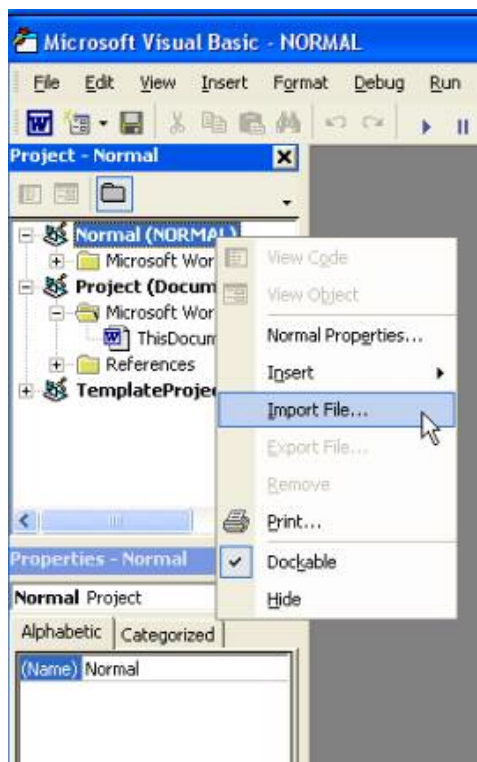 Microsoft Visual Basic - NORMAL
File Edit View Insert Format Debug Run
Project - Normal
Normal (NORMAL)
Microsoft Wor
Project (Docum
Microsoft Wor
ThisDocum
References
TemplateProje
View Code
View Object
Normal Properties...
Insert
Import File...
Export File...
Remove
Print...
Dockable
Hide
Properties - Normal
Normal Project
Alphabetic Categorized
(Name) Normal